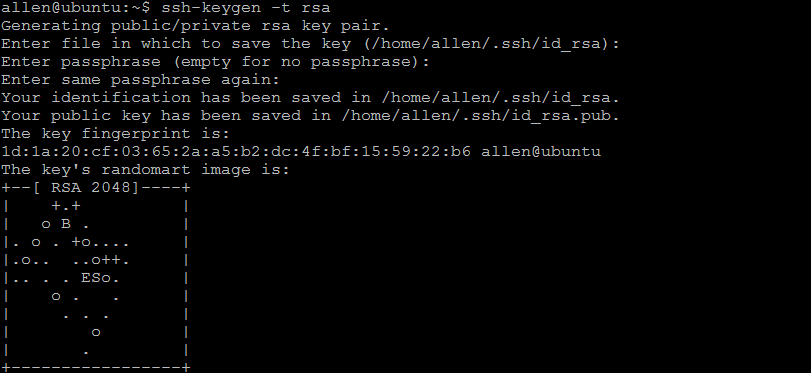 allen@ubuntu:~$ ssh-keygen -t rsa
Generating public/private rsa key pair.
Enter file in which to save the key (/home/allen/.ssh/id_rsa):
Enter passphrase (empty for no passphrase):
Enter same passphrase again:
Your identification has been saved in /home/allen/.ssh/id_rsa.
Your public key has been saved in /home/allen/.ssh/id_rsa.pub.
The key fingerprint is:
1d:1a:20:cf:03:65:2a:a5:b2:dc:4f:bf:15:59:22:b6 allen@ubuntu
The key's randomart image is:
+--[ RSA 2048]----+
|    +.+          |
|   o B .         |
|. o . +o....     |
|.o..  ..o++.     |
|.. . . ESo.      |
|    o .   .      |
|     . . .       |
|        o        |
|       .         |
+-----------------+